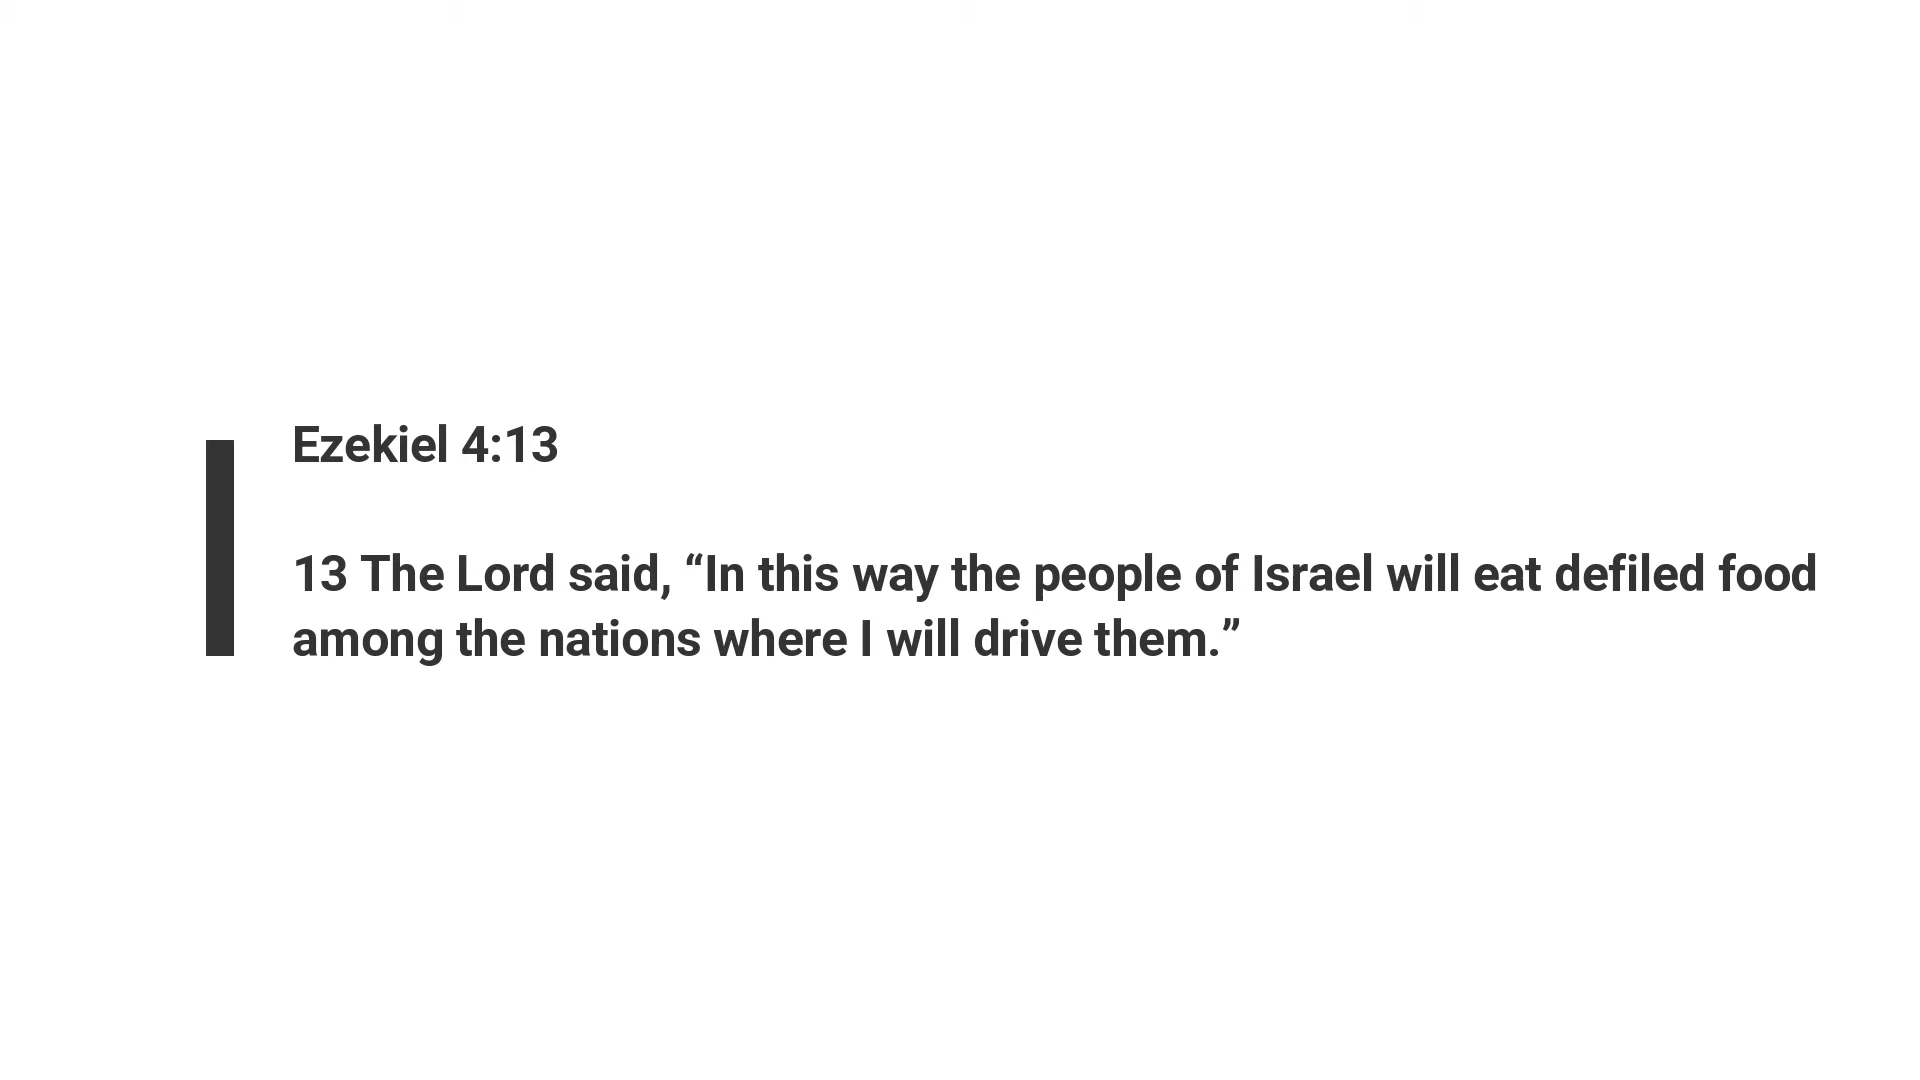 Ezekiel 4:13
13 The Lord said, “In this way the people of Israel will eat defiled food
among the nations where I will drive them.”